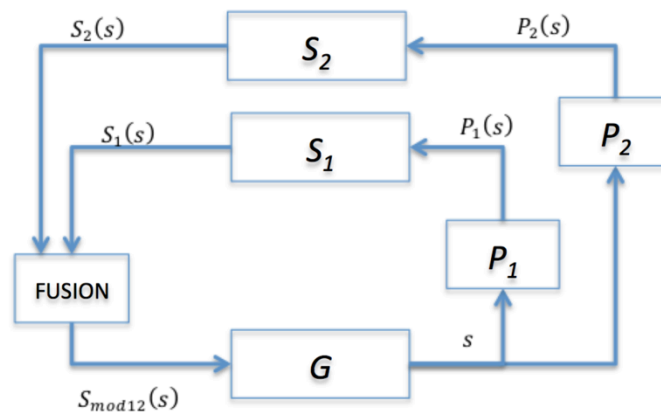 S₂(s)
S₂
P₂(s)
S₁(s)
S₁
P₁(s)
P₂
P₁
FUSION
G
s
Sₘₒd₁₂(s)